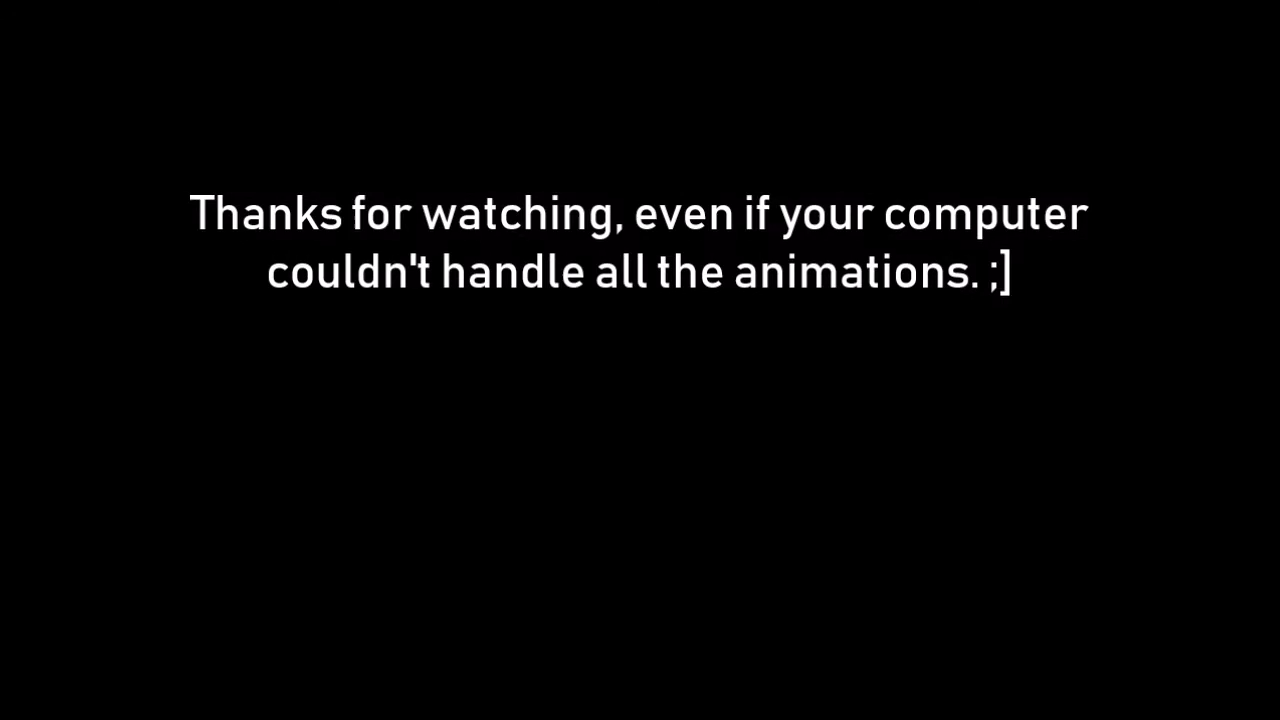 Thanks for watching, even if your computer
couldn't handle all the animations. ;]